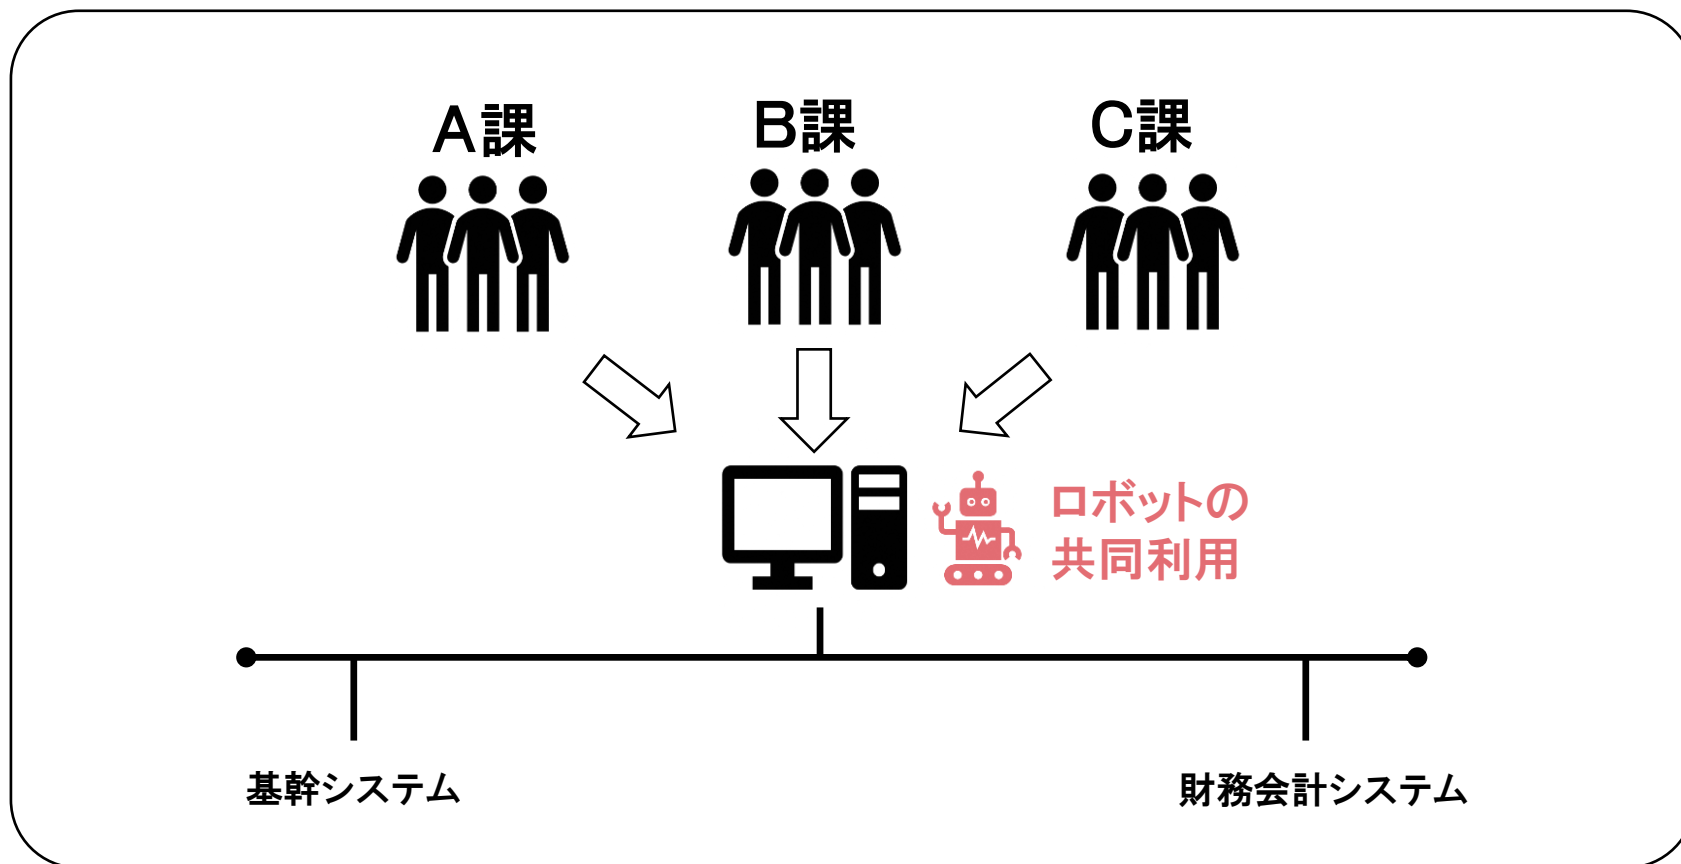 A課
B課
C課
ロボットの
共同利用
基幹システム
財務会計システム